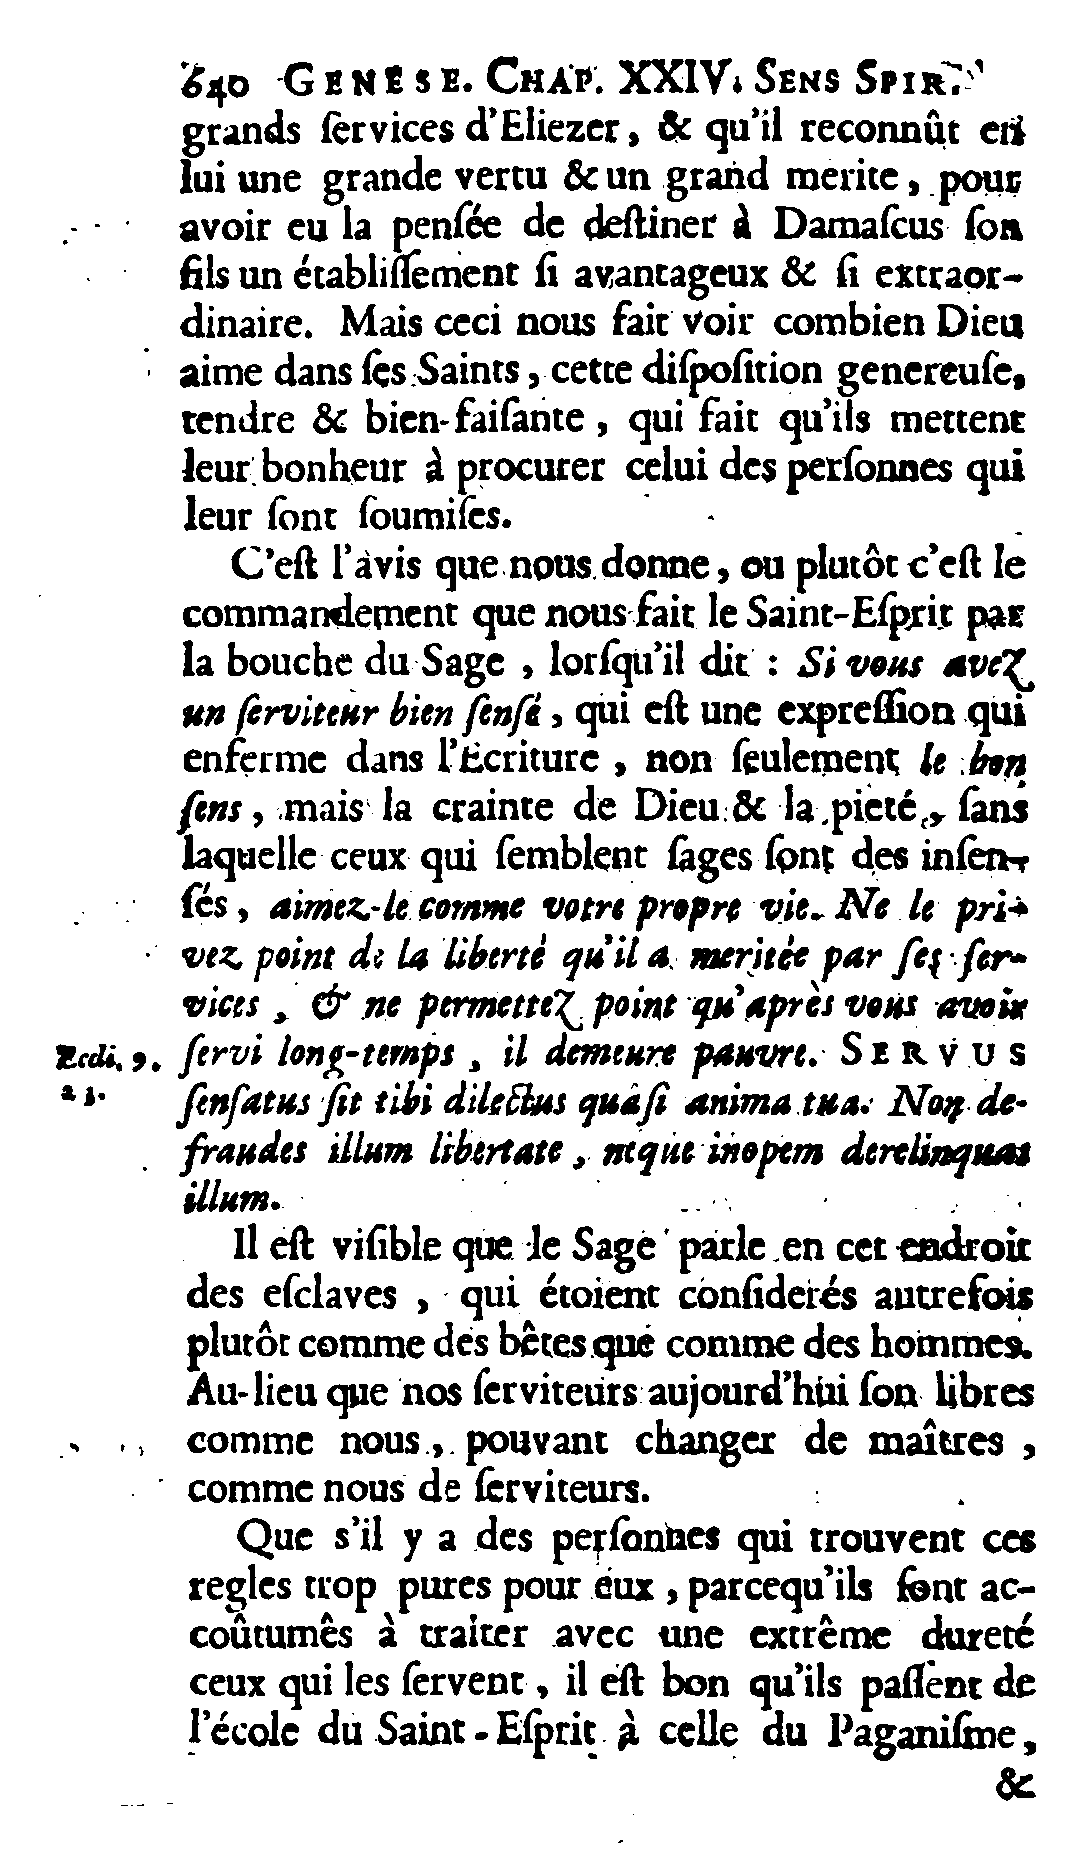 640 GENESE. CHAP. XXIV. SENS SPIR.
grands ſervices d'Eliezer, & qu'il reconnût en
lui une grande vertu & un grand merite, pour
avoir eu la penſée de deſtiner à Damaſcus ſon
fils un établiſſement ſi avantageux & ſi extraor-
dinaire. Mais ceci nous fait voir combien Dieu
aime dans ſes Saints, cette diſpoſition genereuſe,
tendre & bien-faiſante, qui fait qu'ils mettent
leur bonheur à procurer celui des perſonnes qui
leur ſont ſoumiſes.
C'eſt l'avis que nous donne, ou plutôt c'eſt le
commandement que nous fait le Saint-Eſprit par
la bouche du Sage, lorſqu'il dit : Si vous avez
un ſerviteur bien ſenſé, qui eſt une expreſſion qui
enferme dans l'Ecriture, non ſeulement le bon
ſens, mais la crainte de Dieu & la pieté, ſans
laquelle ceux qui ſemblent ſages ſont des inſen-
ſés, aimez-le comme votre propre vie. Ne le pri-
vez point de la liberté qu'il a meritée par ſes ſer-
vices, & ne permettez point qu'après vous avoir
Eccli. 9. ſervi long-temps, il demeure pauvre. SERVUS
23. ſenſatus ſit tibi dilectus quaſi anima tua. Non de-
fraudes illum libertate, neque inopem derelinquas
illum.
Il eſt viſible que le Sage parle en cet endroit
des eſclaves, qui étoient conſiderés autrefois
plutôt comme des bêtes que comme des hommes.
Au-lieu que nos ſerviteurs aujourd'hui ſon libres
comme nous, pouvant changer de maîtres,
comme nous de ſerviteurs.
Que s'il y a des perſonnes qui trouvent ces
regles trop pures pour eux, parcequ'ils ſont ac-
coûtumês à traiter avec une extrême dureté
ceux qui les ſervent, il eſt bon qu'ils paſſent de
l'école du Saint-Eſprit à celle du Paganiſme,
&